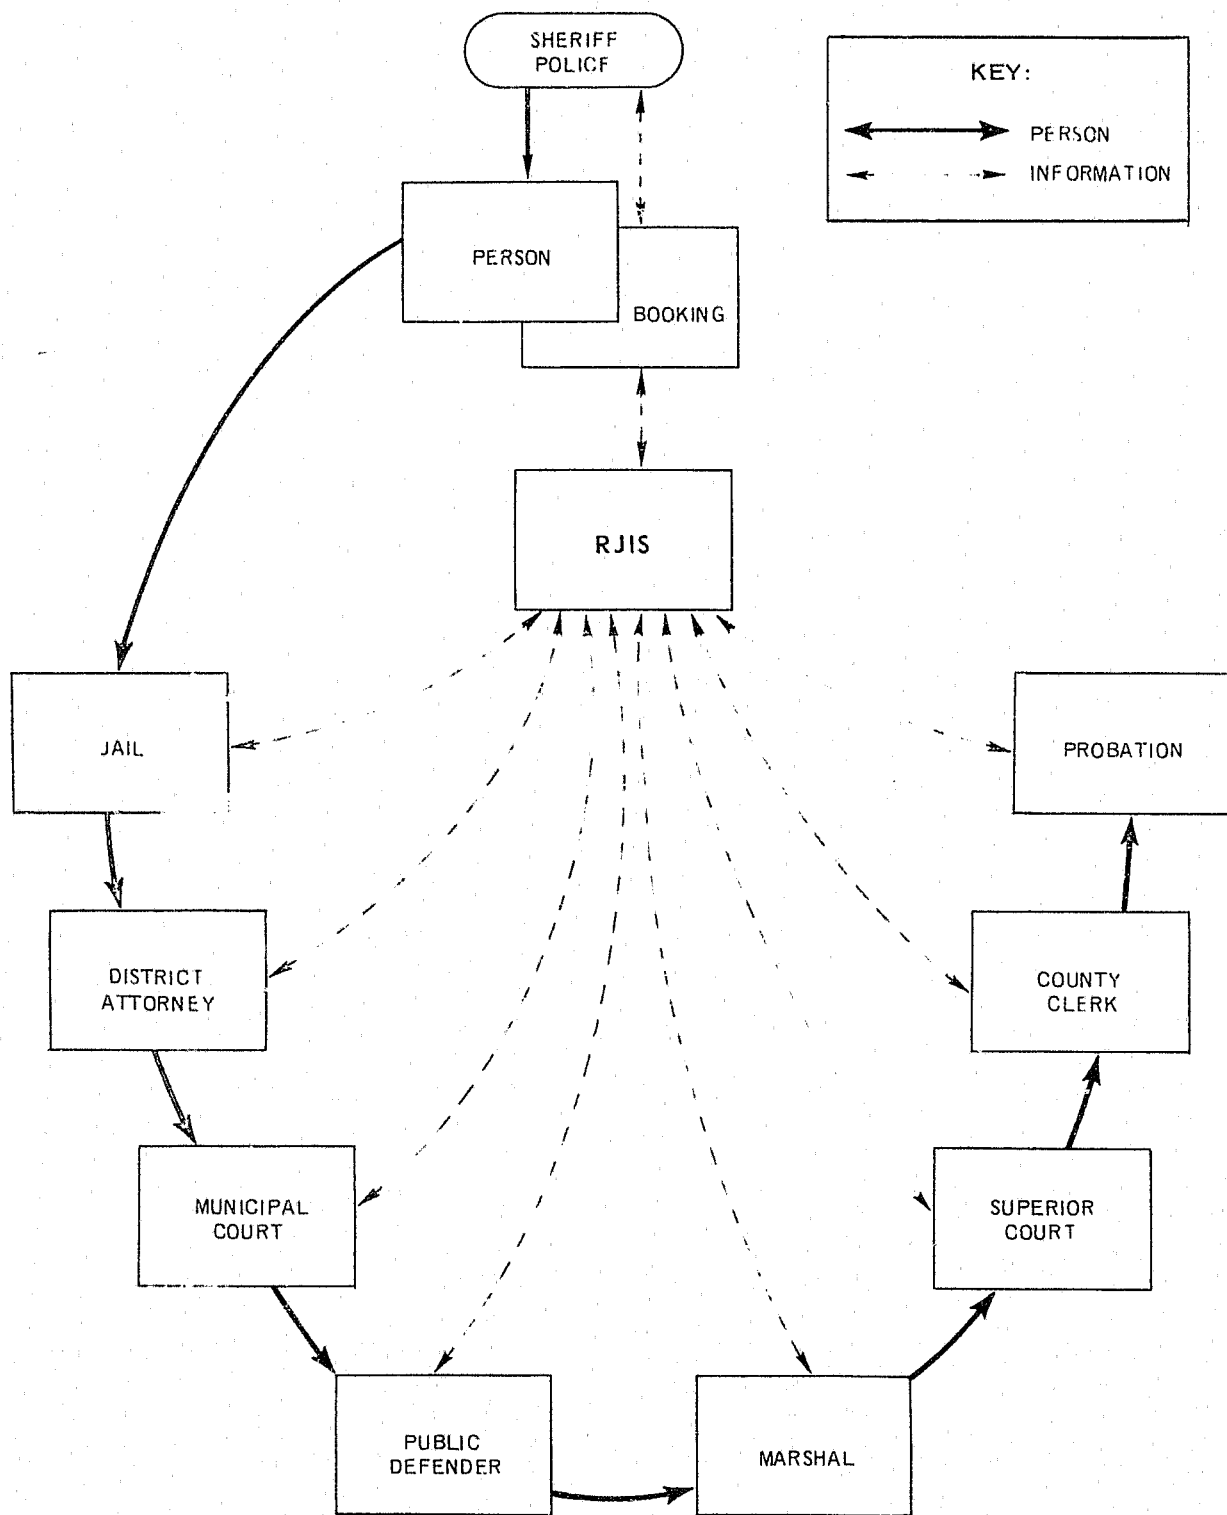 SHERIFF
POLICE
KEY:
PERSON
INFORMATION
PERSON
BOOKING
RJIS
JAIL
PROBATION
DISTRICT
ATTORNEY
COUNTY
CLERK
MUNICIPAL
COURT
SUPERIOR
COURT
PUBLIC
DEFENDER
MARSHAL